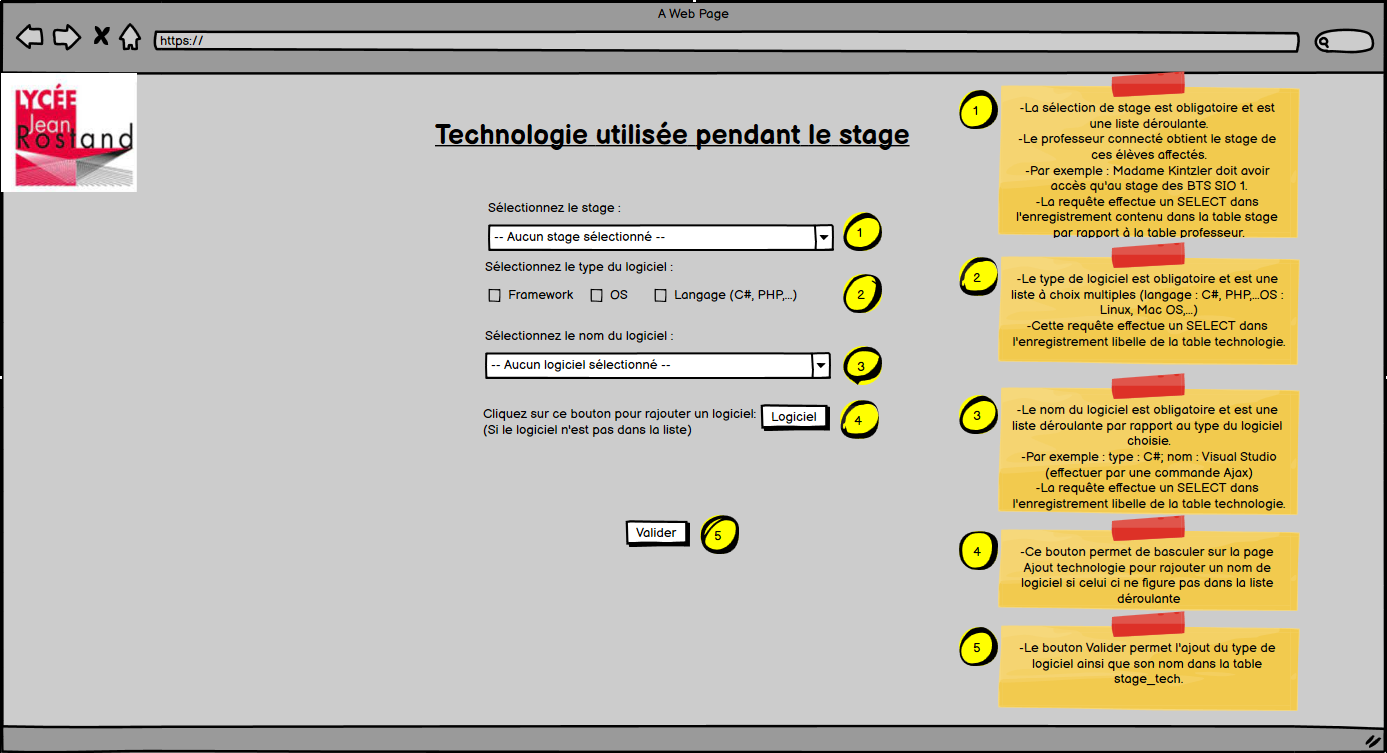 A Web Page
https://
LYCÉE
Jean
Rostand
Technologie utilisée pendant le stage
Sélectionnez le stage :
-- Aucun stage sélectionné --
1
Sélectionnez le type du logiciel :
Framework
OS
Langage (C#, PHP,...)
2
Sélectionnez le nom du logiciel :
-- Aucun logiciel sélectionné --
3
Cliquez sur ce bouton pour rajouter un logiciel:
(Si le logiciel n'est pas dans la liste)
Logiciel
4
Valider
5
1
-La sélection de stage est obligatoire et est
une liste déroulante.
-Le professeur connecté obtient le stage de
ces élèves affectés.
-Par exemple : Madame Kintzler doit avoir
accès qu'au stage des BTS SIO 1.
-La requête effectue un SELECT dans
l'enregistrement contenu dans la table stage
par rapport à la table professeur.
2
-Le type de logiciel est obligatoire et est une
liste à choix multiples (langage : C#, PHP,...OS :
Linux, Mac OS,...)
-Cette requête effectue un SELECT dans
l'enregistrement libelle de la table technologie.
3
-Le nom du logiciel est obligatoire et est une
liste déroulante par rapport au type du logiciel
choisie.
-Par exemple : type : C#; nom : Visual Studio
(effectuer par une commande Ajax)
-La requête effectue un SELECT dans
l'enregistrement libelle de la table technologie.
4
-Ce bouton permet de basculer sur la page
Ajout technologie pour rajouter un nom de
logiciel si celui ci ne figure pas dans la liste
déroulante
5
-Le bouton Valider permet l'ajout du type de
logiciel ainsi que son nom dans la table
stage_tech.